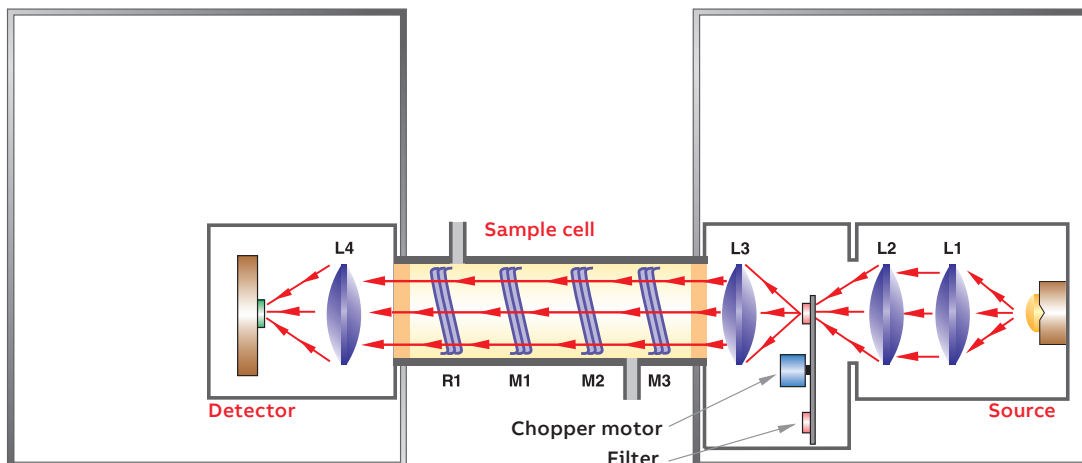 Sample cell
L4
L3
L2
L1
R1
M1
M2
M3
Detector
Source
Chopper motor
Filter